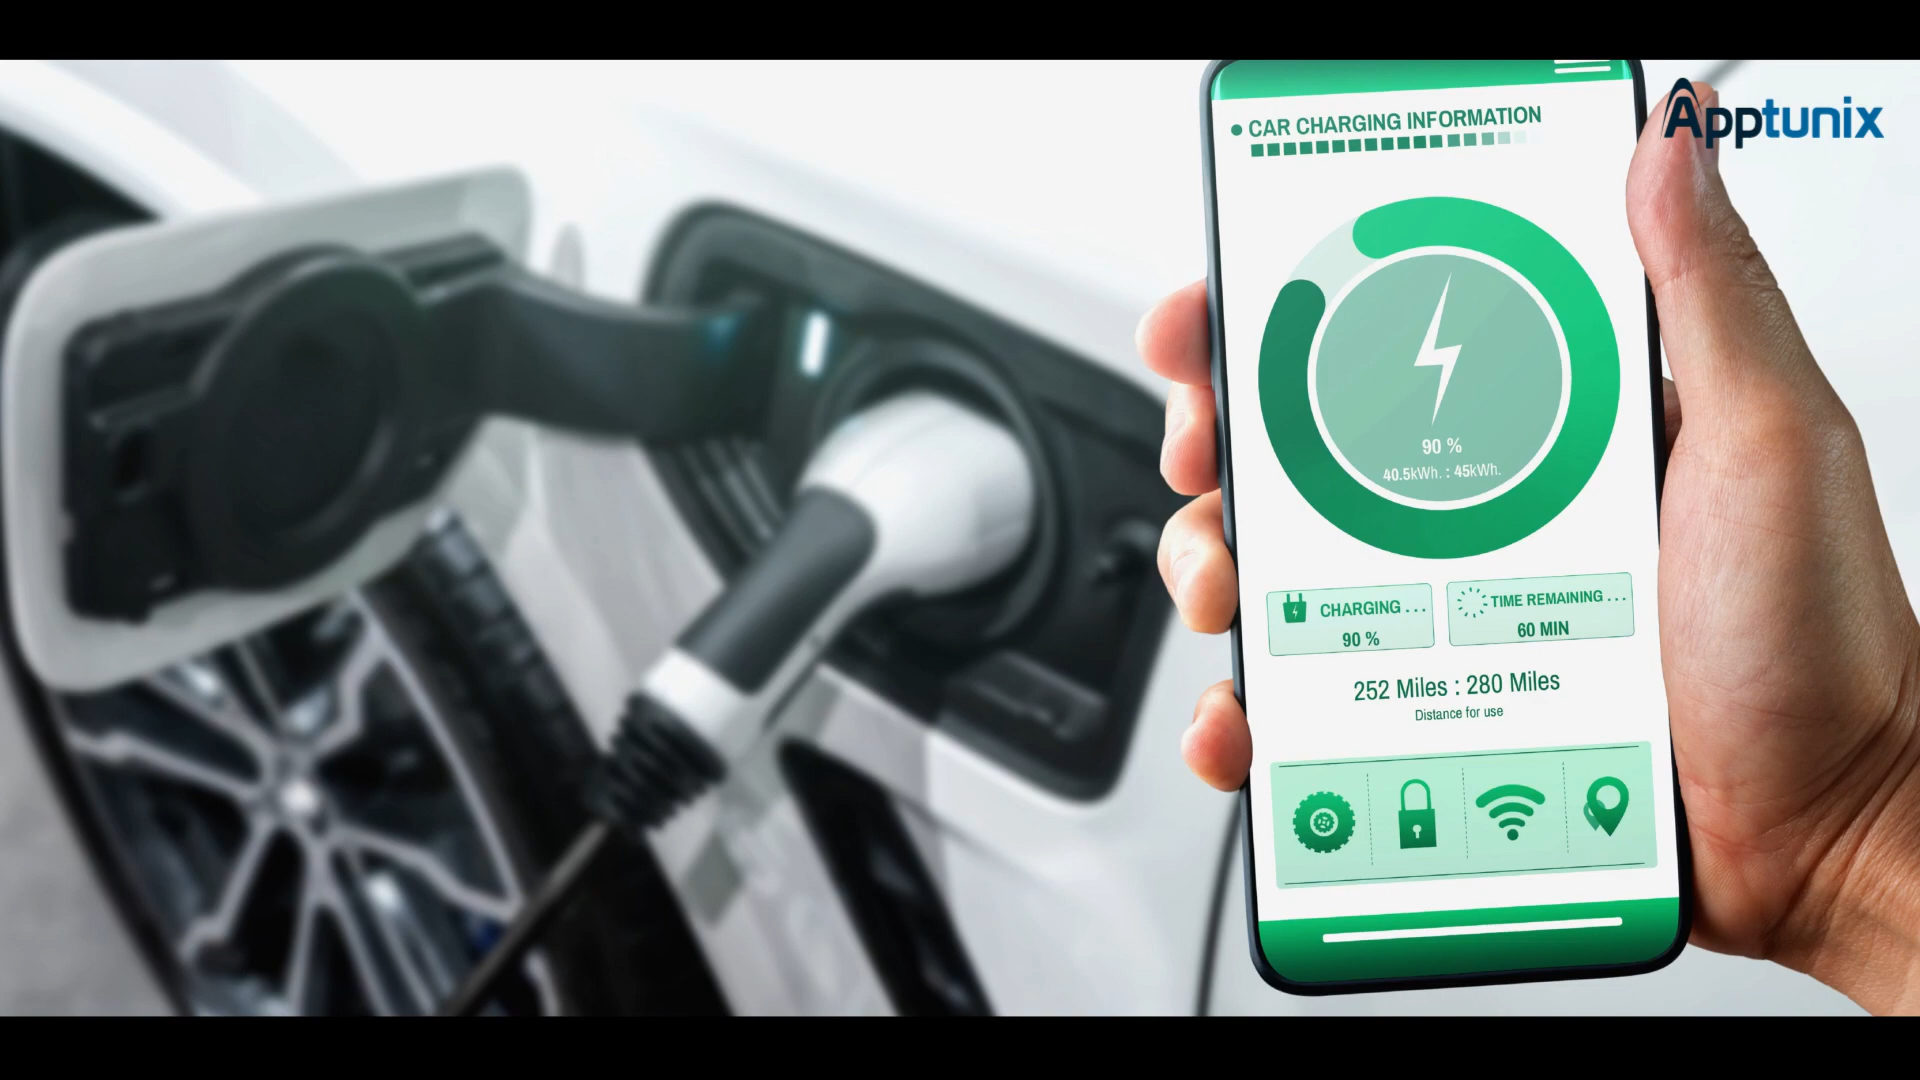 Apptunix
CAR CHARGING INFORMATION
90 %
40.5kWh. : 45kWh.
CHARGING ...
90 %
TIME REMAINING ...
60 MIN
252 Miles : 280 Miles
Distance for use